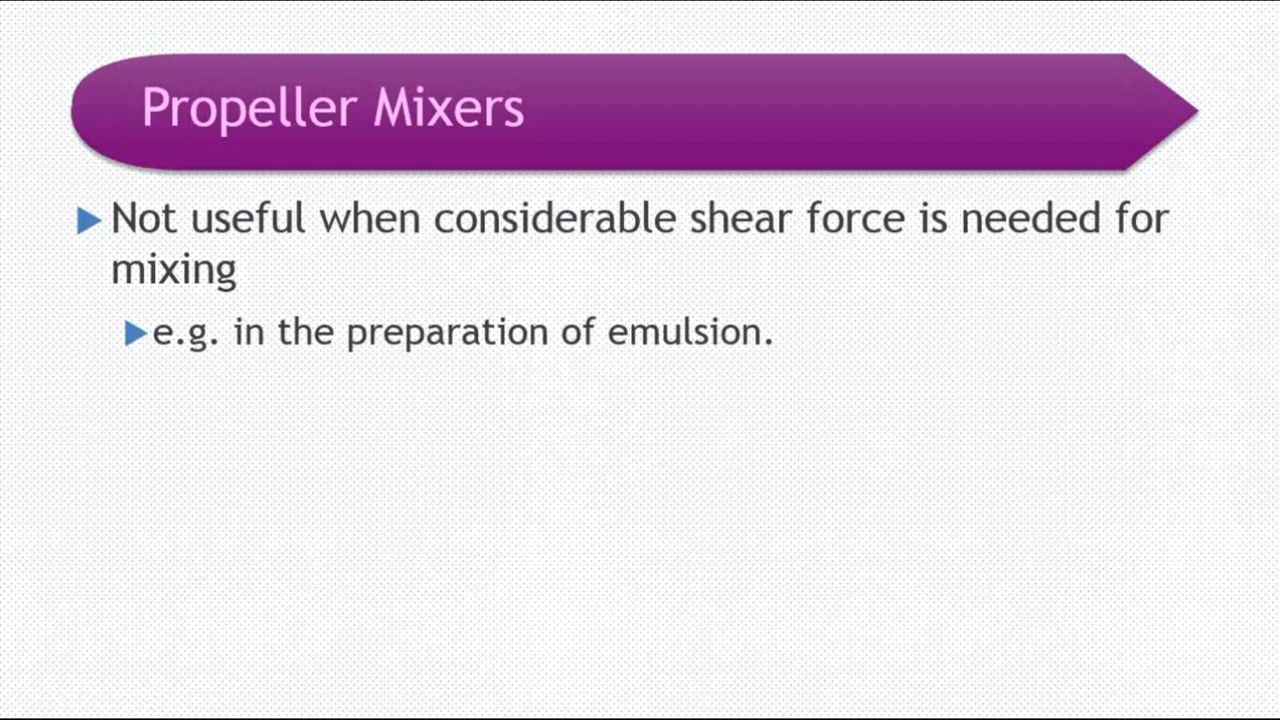 Propeller Mixers
Not useful when considerable shear force is needed for
mixing
e.g. in the preparation of emulsion.